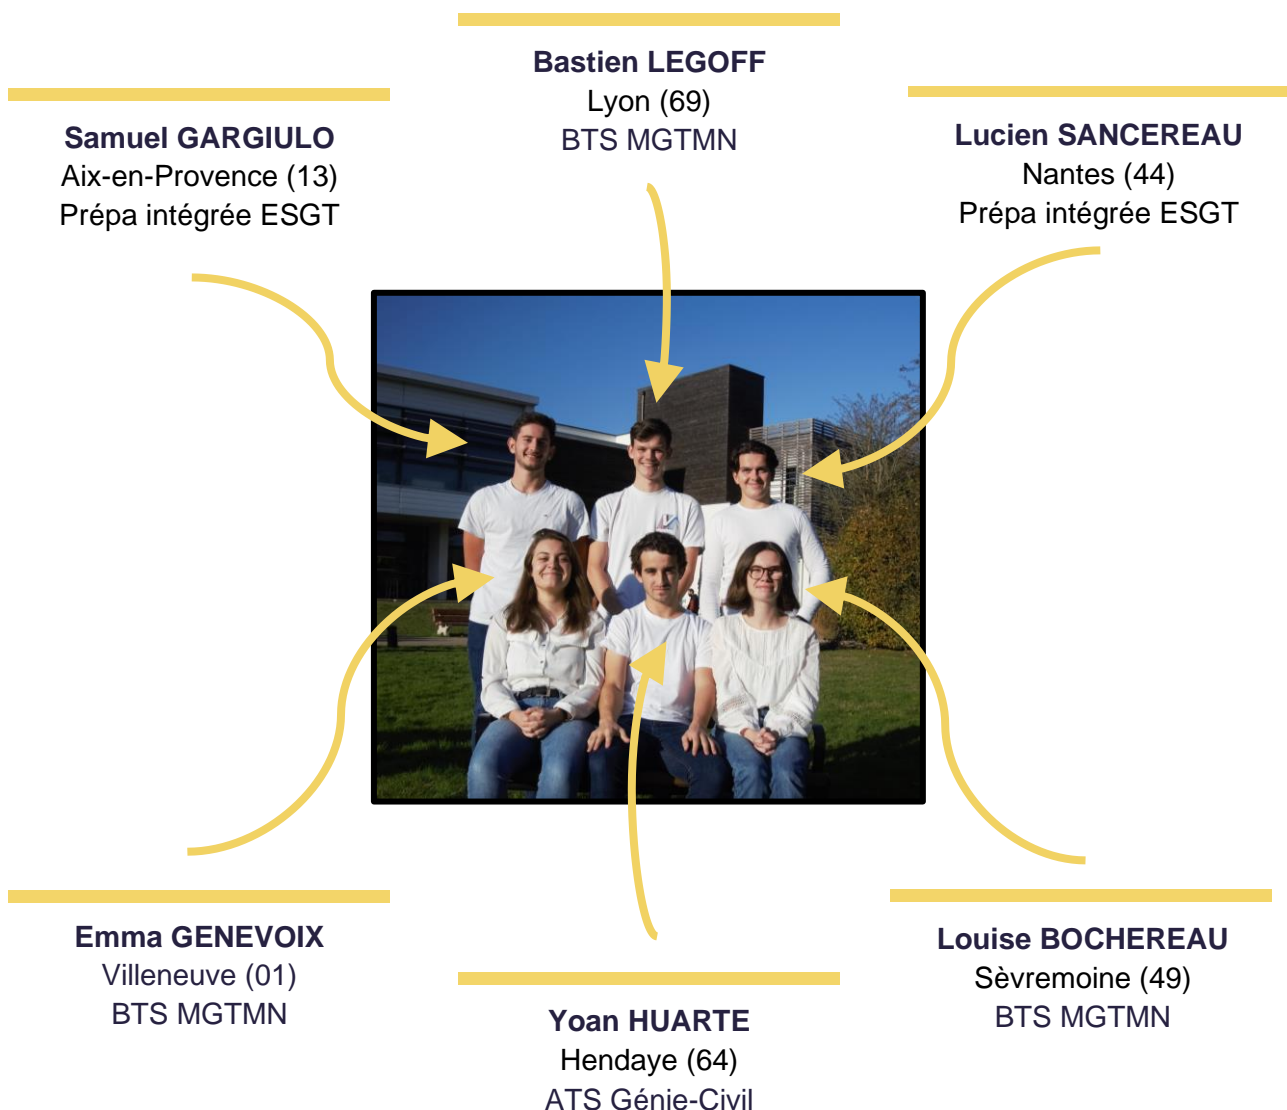 Bastien LEGOFF
Lyon (69)
BTS MGTMN
Samuel GARGIULO
Aix-en-Provence (13)
Prépa intégrée ESGT
Lucien SANCEREAU
Nantes (44)
Prépa intégrée ESGT
Emma GENEVOIX
Villeneuve (01)
BTS MGTMN
Yoan HUARTE
Hendaye (64)
ATS Génie-Civil
Louise BOCHEREAU
Sèvremoine (49)
BTS MGTMN